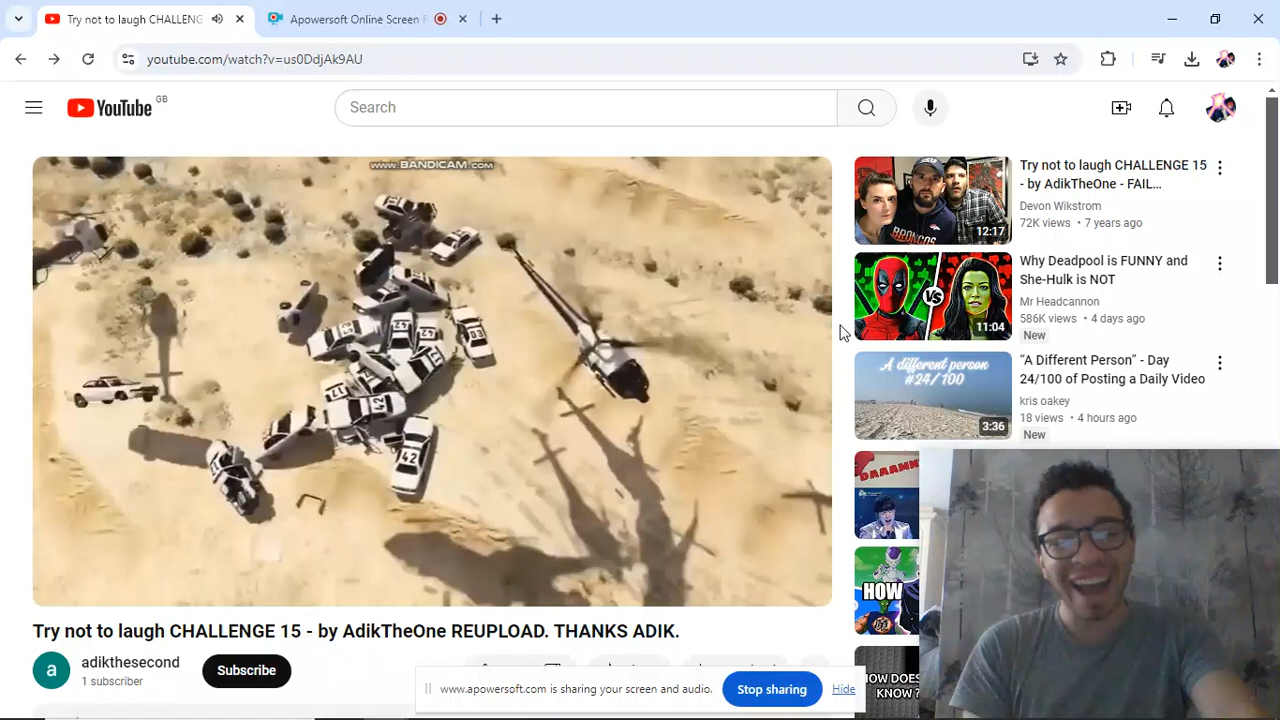 Try not to laugh CHALLENG
Apowersoft Online Screen
youtube.com/watch?v=us0DdjAk9AU
YouTube GB
Search
www.BANDICAM.com
Try not to laugh CHALLENGE 15
- by AdikTheOne - FAIL...
Devon Wikstrom
72K views • 7 years ago
BRONCOS
12:17
Why Deadpool is FUNNY and
She-Hulk is NOT
Mr Headcannon
586K views • 4 days ago
New
VS
11:04
"A Different Person" - Day
24/100 of Posting a Daily Video
kris oakey
18 views • 4 hours ago
New
A different person
#24/100
3:36
DAAAMN
HOW
HOW DOES
KNOW?
42
Try not to laugh CHALLENGE 15 - by AdikTheOne REUPLOAD. THANKS ADIK.
a
adikthesecond
1 subscriber
Subscribe
www.apowersoft.com is sharing your screen and audio.
Stop sharing
Hide